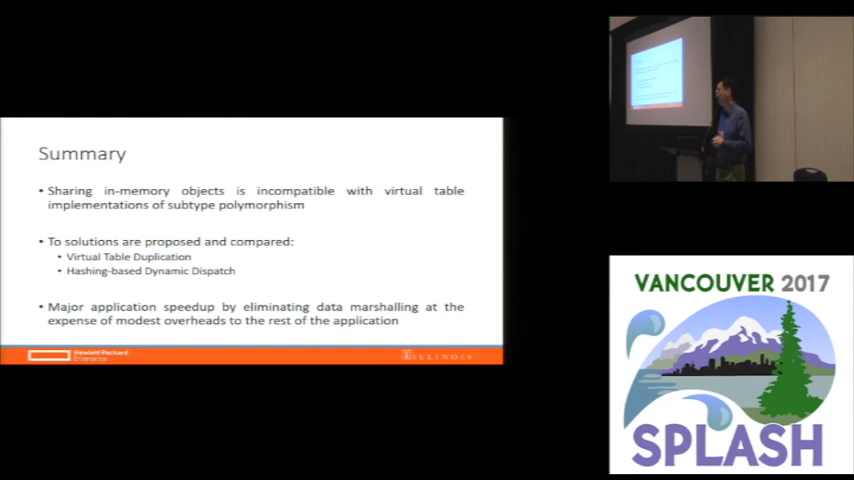 Summary
• Sharing in-memory objects is incompatible with virtual table
implementations of subtype polymorphism
• To solutions are proposed and compared:
• Virtual Table Duplication
• Hashing-based Dynamic Dispatch
• Major application speedup by eliminating data marshalling at the
expense of modest overheads to the rest of the application
Hewlett Packard
Enterprise
ILLINOIS
VANCOUVER 2017
SPLASH